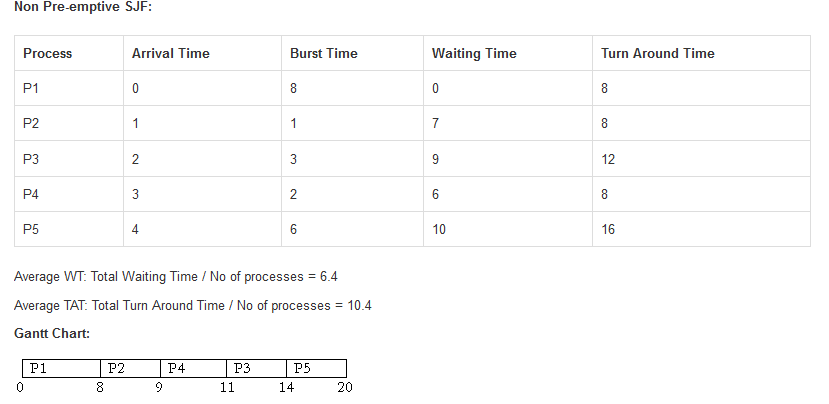 Non Pre-emptive SJF:
Process Arrival Time Burst Time Waiting Time Turn Around Time
P1 0 8 0 8
P2 1 1 7 8
P3 2 3 9 12
P4 3 2 6 8
P5 4 6 10 16
Average WT: Total Waiting Time / No of processes = 6.4
Average TAT: Total Turn Around Time / No of processes = 10.4
Gantt Chart:
P1 P2 P4 P3 P5
0 8 9 11 14 20